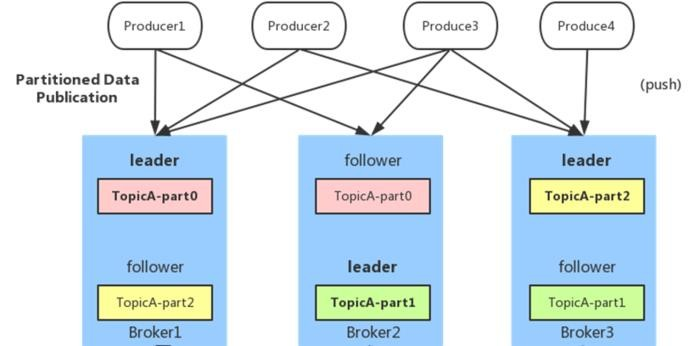 Producer1
Producer2
Produce3
Produce4
Partitioned Data
Publication
(push)
leader
follower
leader
TopicA-part0
TopicA-part0
TopicA-part2
follower
leader
follower
TopicA-part2
TopicA-part1
TopicA-part1
Broker1
Broker2
Broker3